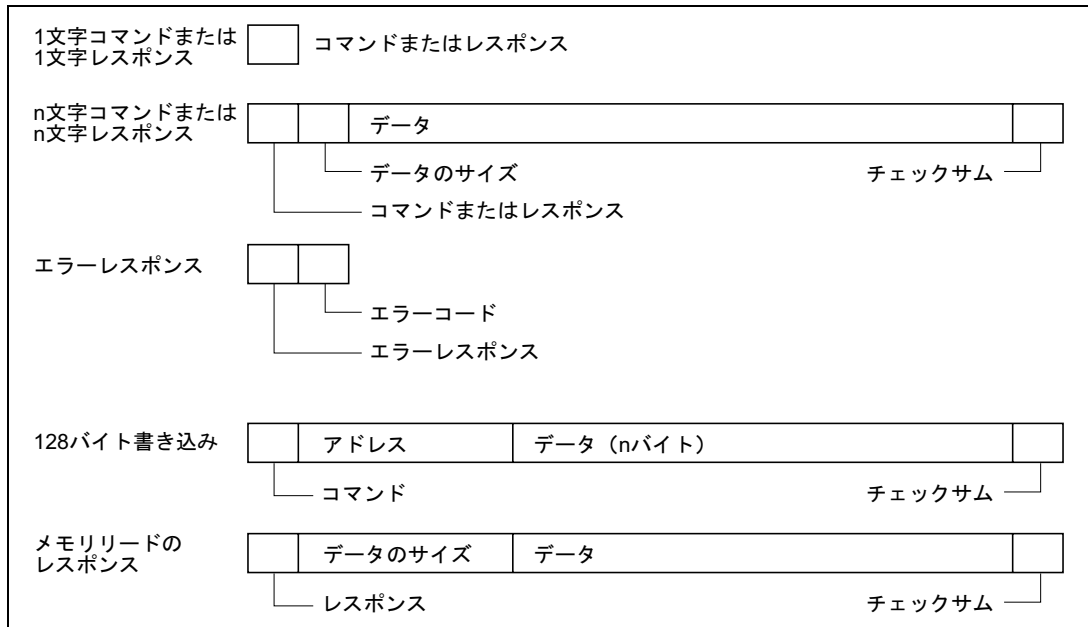 1文字コマンドまたは
1文字レスポンス
コマンドまたはレスポンス
n文字コマンドまたは
n文字レスポンス
データ
データのサイズ
チェックサム
コマンドまたはレスポンス
エラーレスポンス
エラーコード
エラーレスポンス
128バイト書き込み
アドレス
データ（nバイト）
コマンド
チェックサム
メモリリードの
レスポンス
データのサイズ
データ
レスポンス
チェックサム